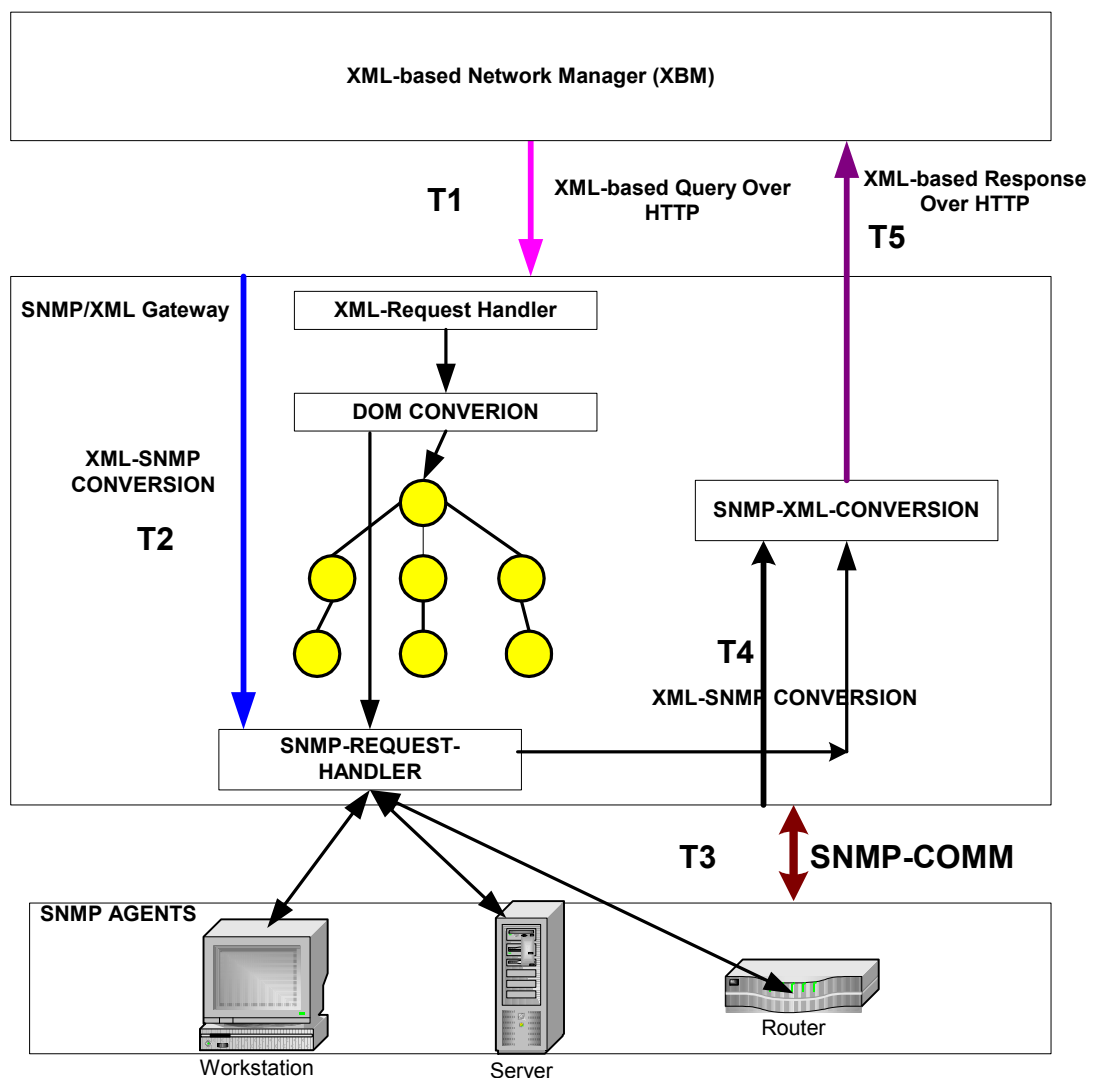 XML-based Network Manager (XBM)
T1
XML-based Query Over
HTTP
XML-based Response
Over HTTP
T5
SNMP/XML Gateway
XML-Request Handler
DOM CONVERION
XML-SNMP
CONVERSION
T2
SNMP-XML-CONVERSION
T4
XML-SNMP CONVERSION
SNMP-REQUEST-
HANDLER
T3
SNMP-COMM
SNMP AGENTS
Workstation
Server
Router